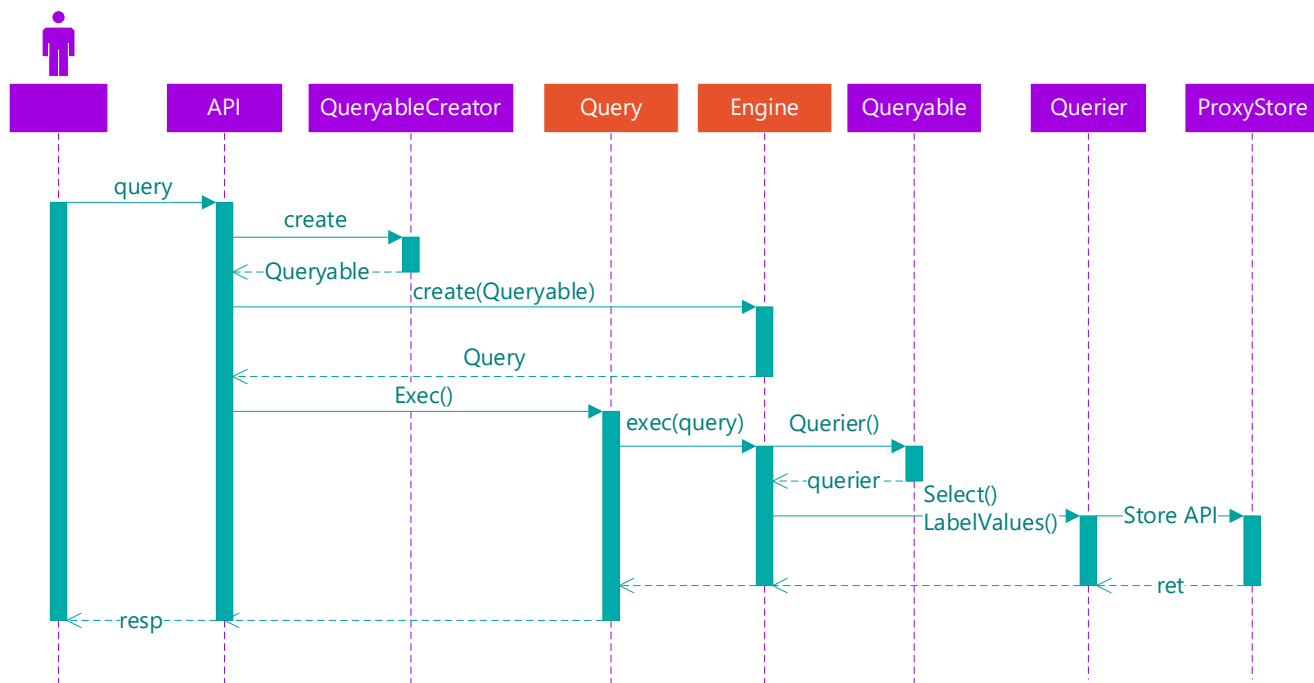 API
QueryableCreator
Query
Engine
Queryable
Querier
ProxyStore
query
create
Queryable
create(Queryable)
Query
Exec()
exec(query)
Querier()
querier
Select()
LabelValues()
Store API
ret
resp